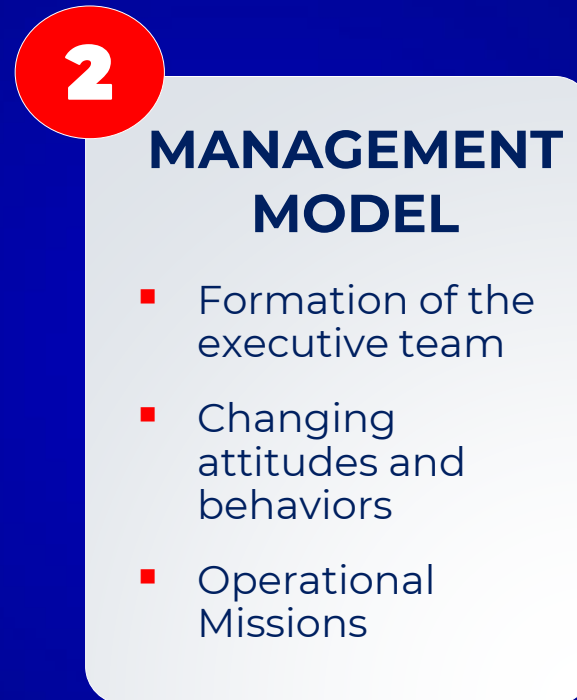 2
MANAGEMENT
MODEL
Formation of the
executive team
Changing
attitudes and
behaviors
Operational
Missions